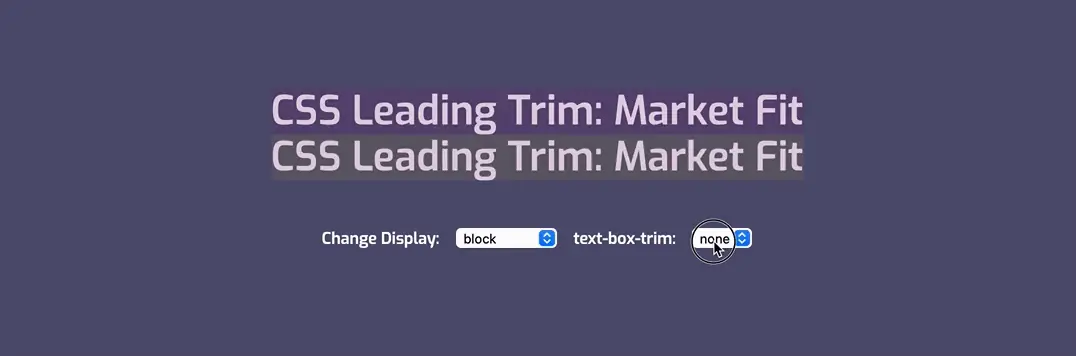 CSS Leading Trim: Market Fit
CSS Leading Trim: Market Fit
Change Display: block text-box-trim: none